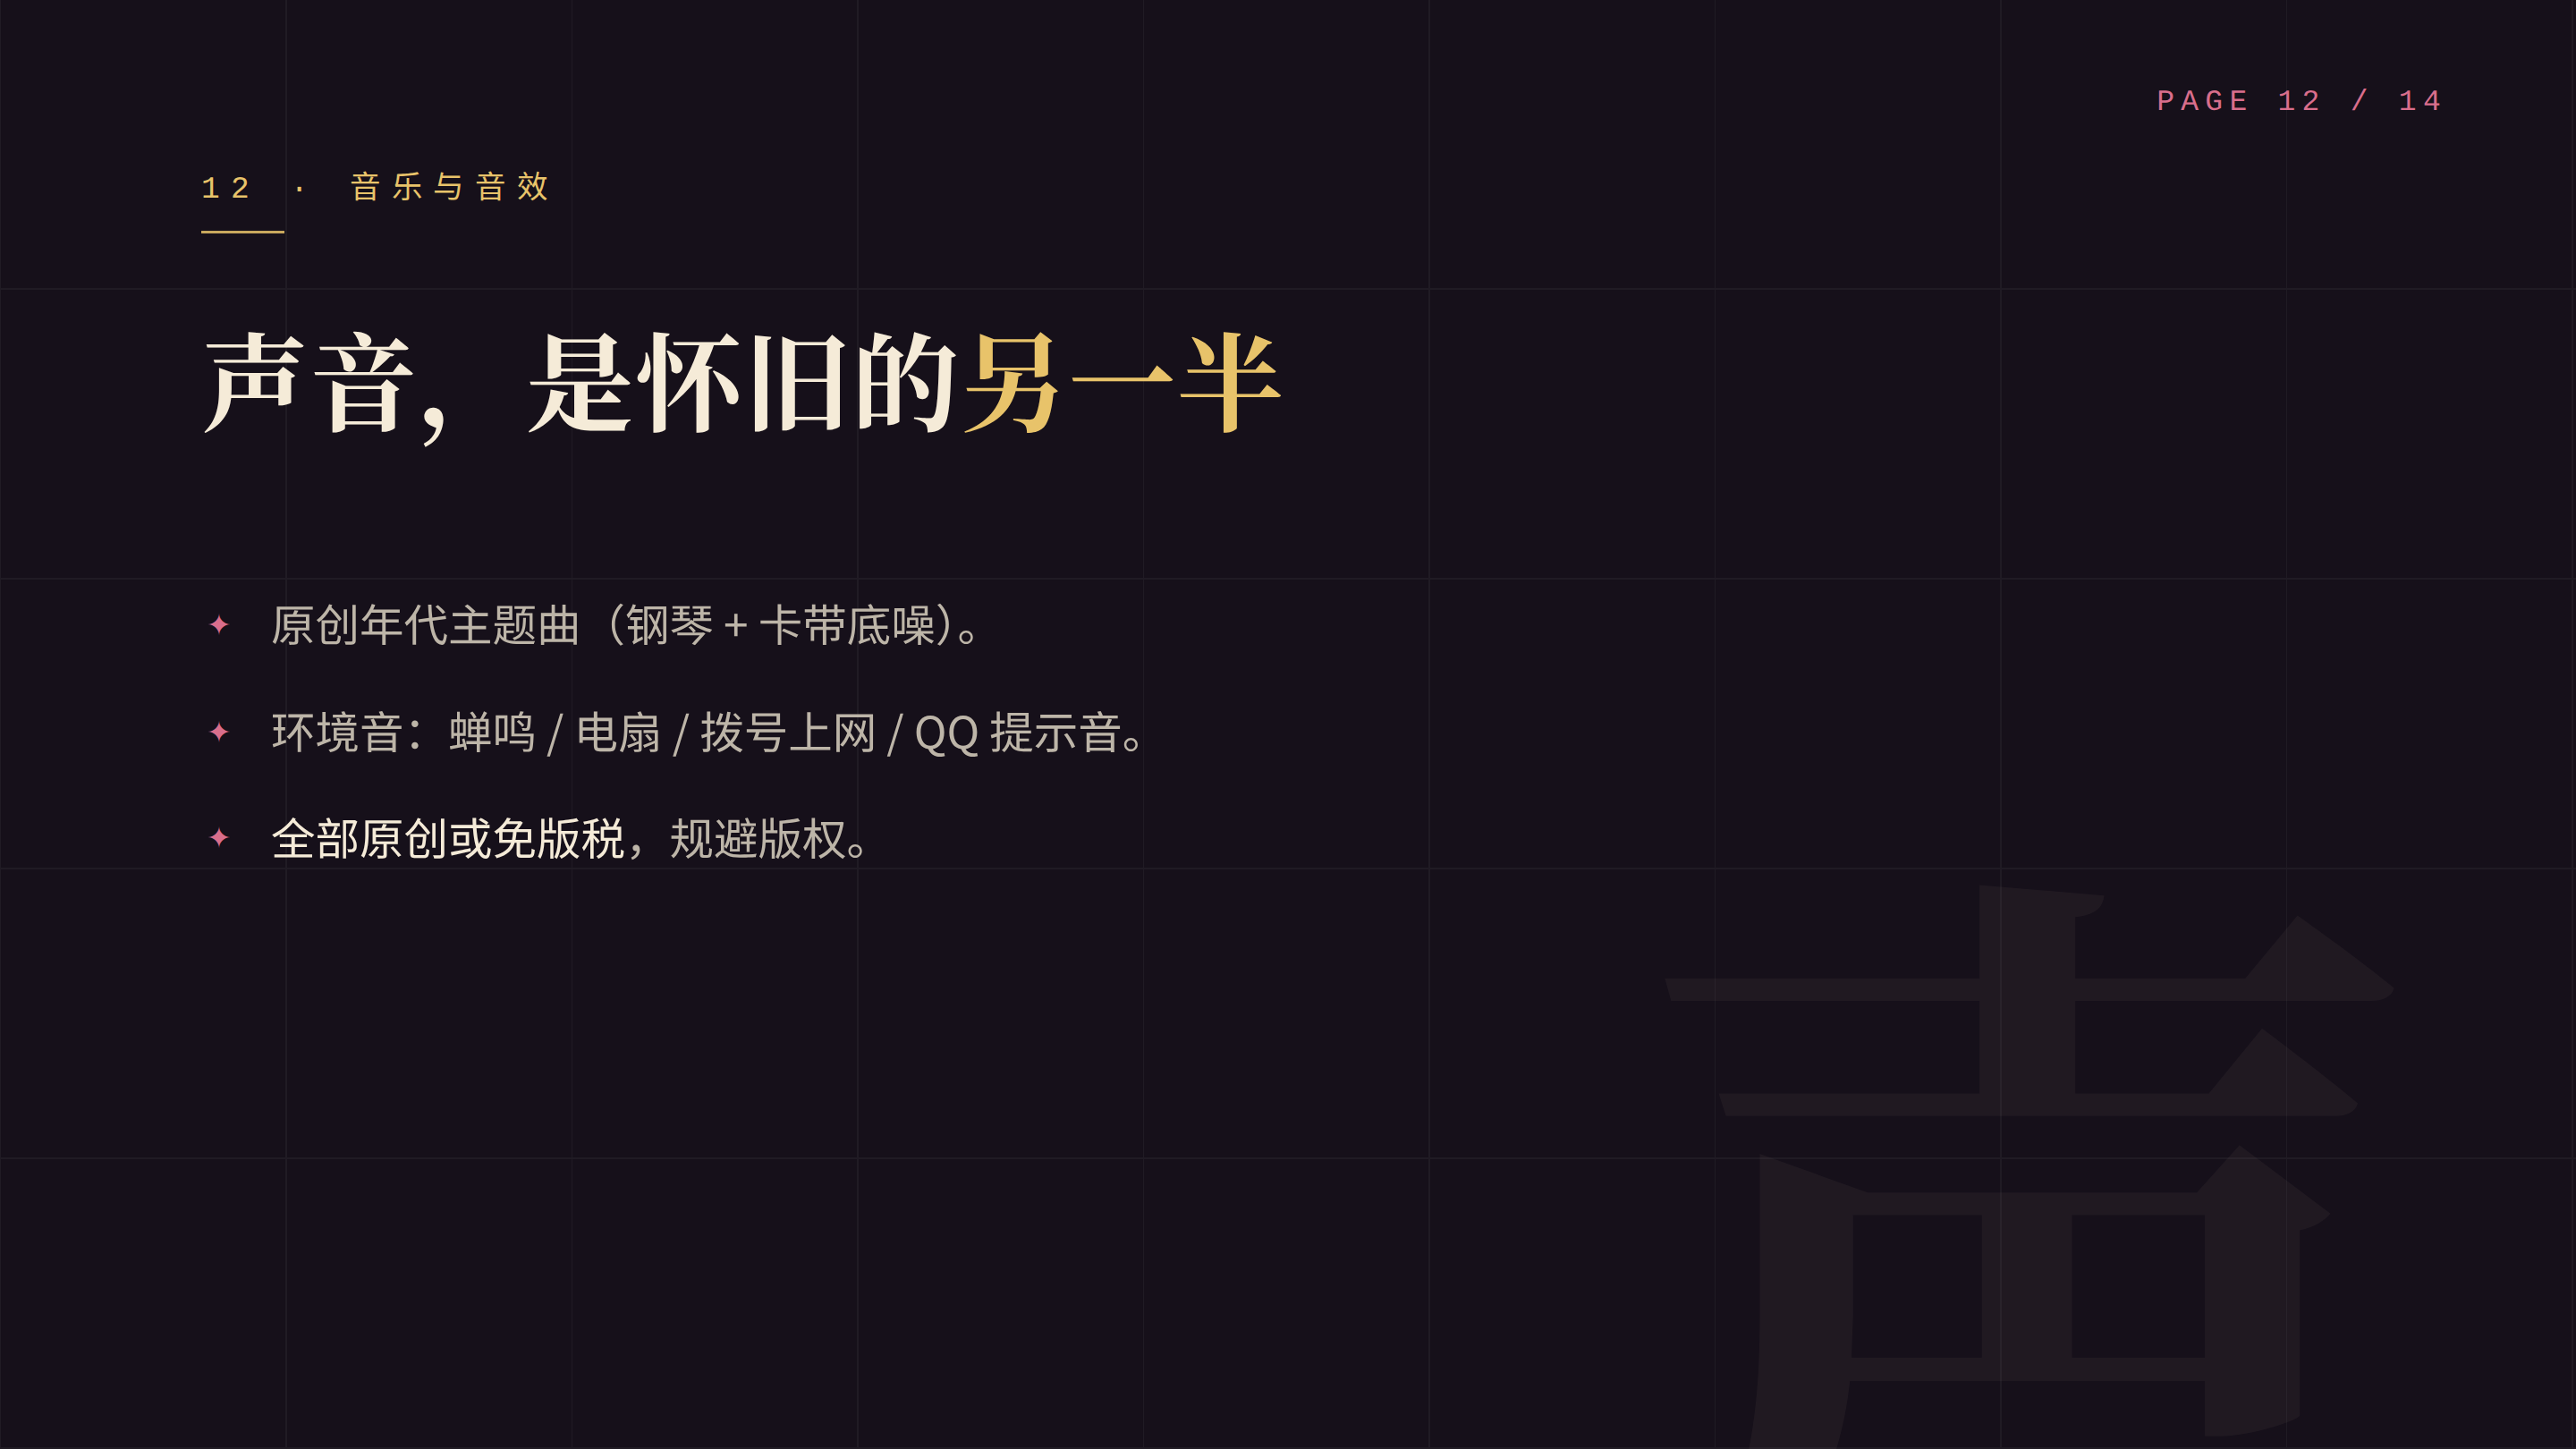 PAGE 12 / 14
12 · 音乐与音效
声音，是怀旧的另一半
✦ 原创年代主题曲（钢琴 + 卡带底噪）。
✦ 环境音：蝉鸣 / 电扇 / 拨号上网 / QQ 提示音。
✦ 全部原创或免版税，规避版权。
声